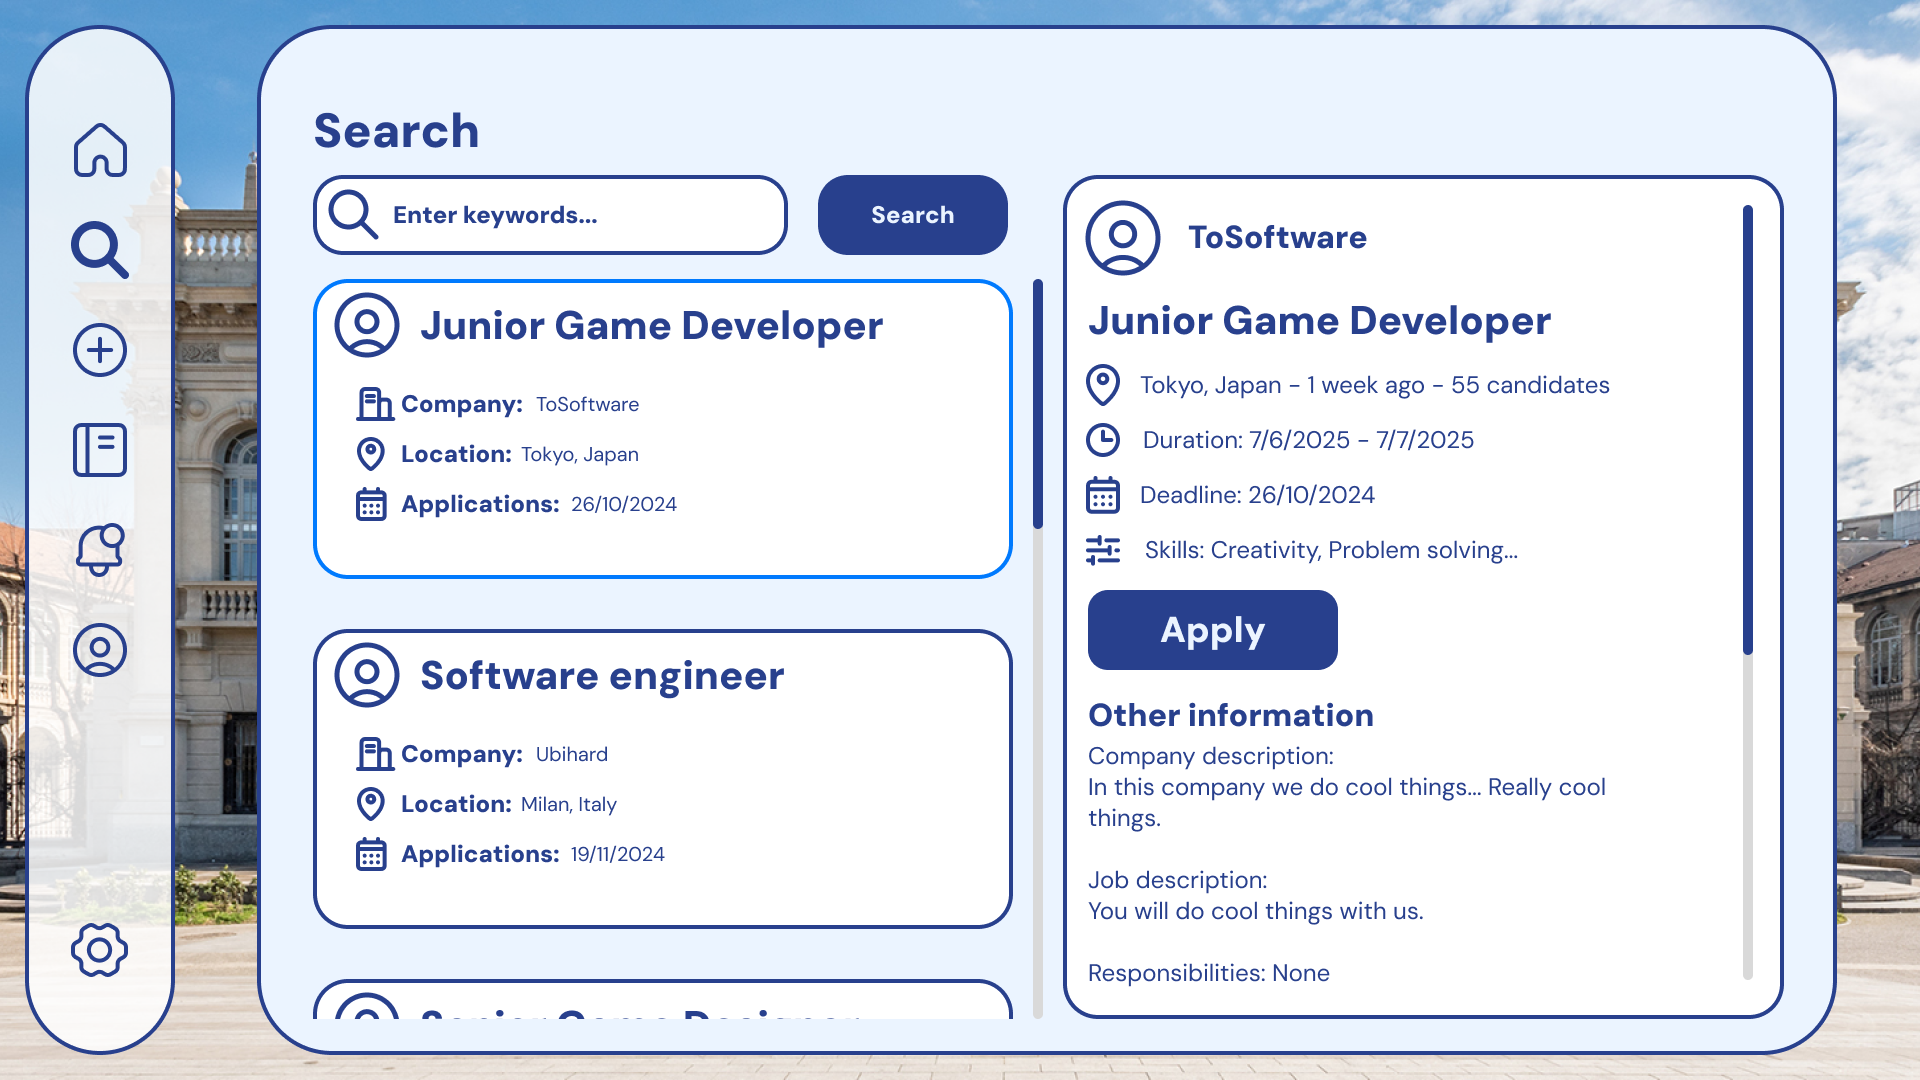 Search
Enter keywords...
Search
Junior Game Developer
Company: ToSoftware
Location: Tokyo, Japan
Applications: 26/10/2024
Software engineer
Company: Ubihard
Location: Milan, Italy
Applications: 19/11/2024
Senior Game Designer
ToSoftware
Junior Game Developer
Tokyo, Japan - 1 week ago - 55 candidates
Duration: 7/6/2025 - 7/7/2025
Deadline: 26/10/2024
Skills: Creativity, Problem solving...
Apply
Other information
Company description:
In this company we do cool things... Really cool
things.
Job description:
You will do cool things with us.
Responsibilities: None